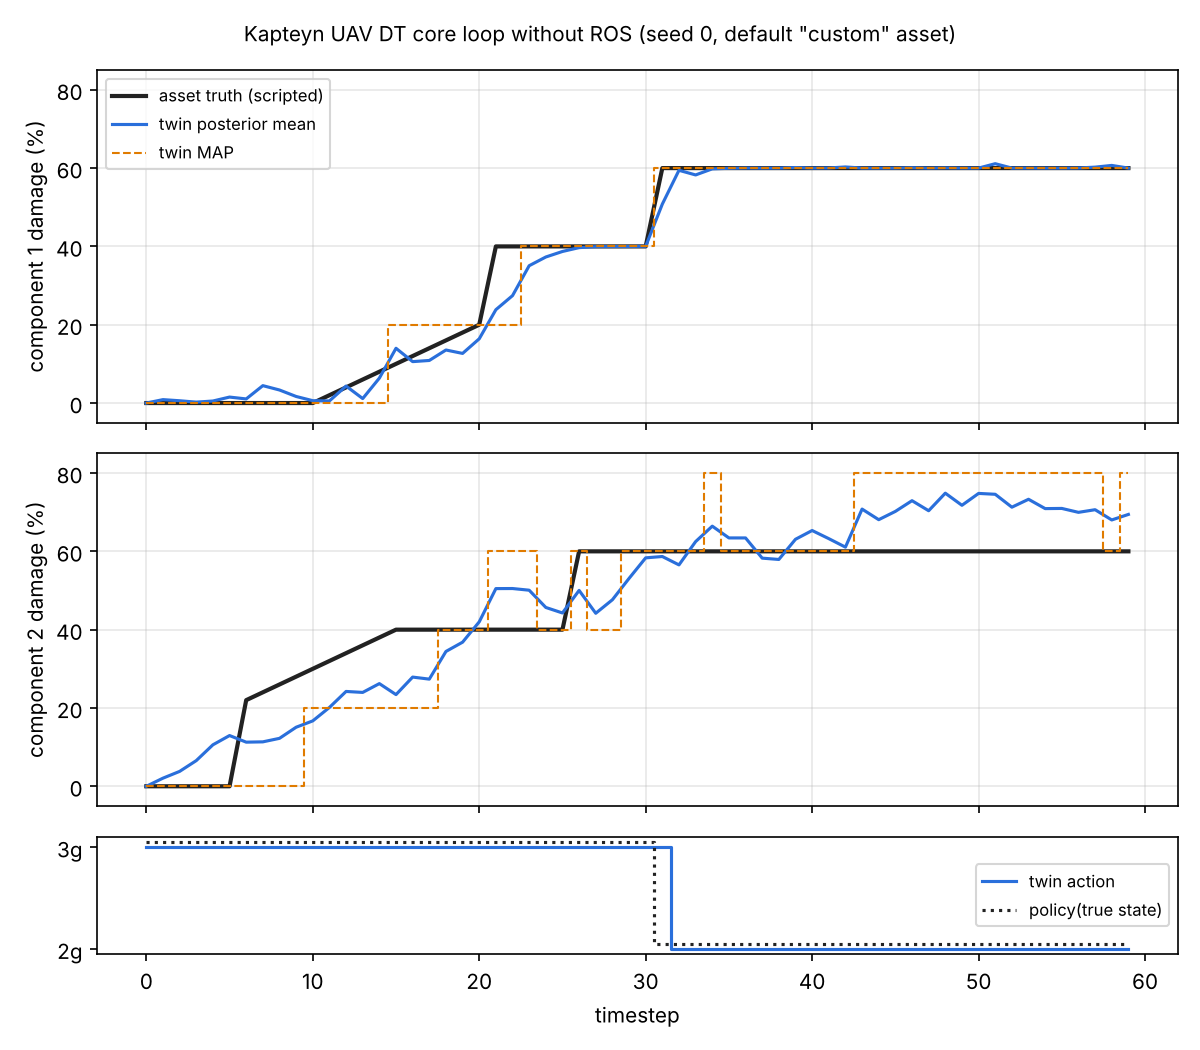 Kapteyn UAV DT core loop without ROS (seed 0, default "custom" asset)
component 1 damage (%)
80
60
40
20
0
asset truth (scripted)
twin posterior mean
twin MAP
component 2 damage (%)
80
60
40
20
0
3g
2g
twin action
policy(true state)
0 10 20 30 40 50 60
timestep